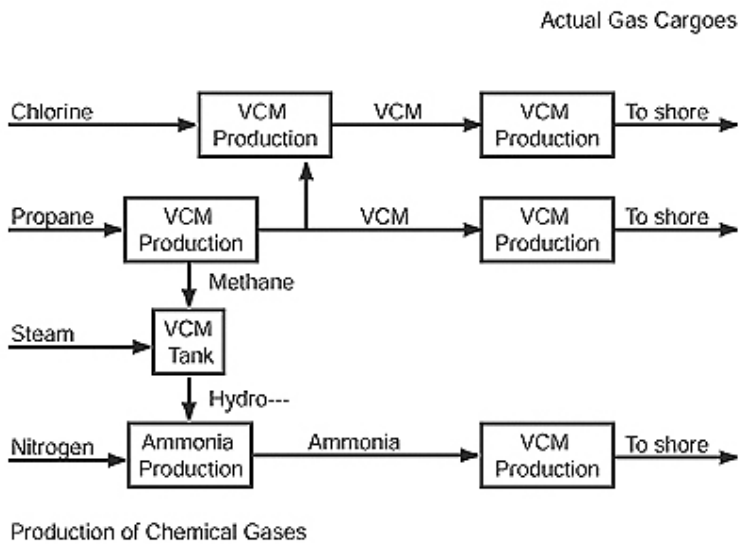 Actual Gas Cargoes
Chlorine
VCM
Production
VCM
VCM
Production
To shore
Propane
VCM
Production
VCM
VCM
Production
To shore
Methane
Steam
VCM
Tank
Hydro---
Nitrogen
Ammonia
Production
Ammonia
VCM
Production
To shore
Production of Chemical Gases